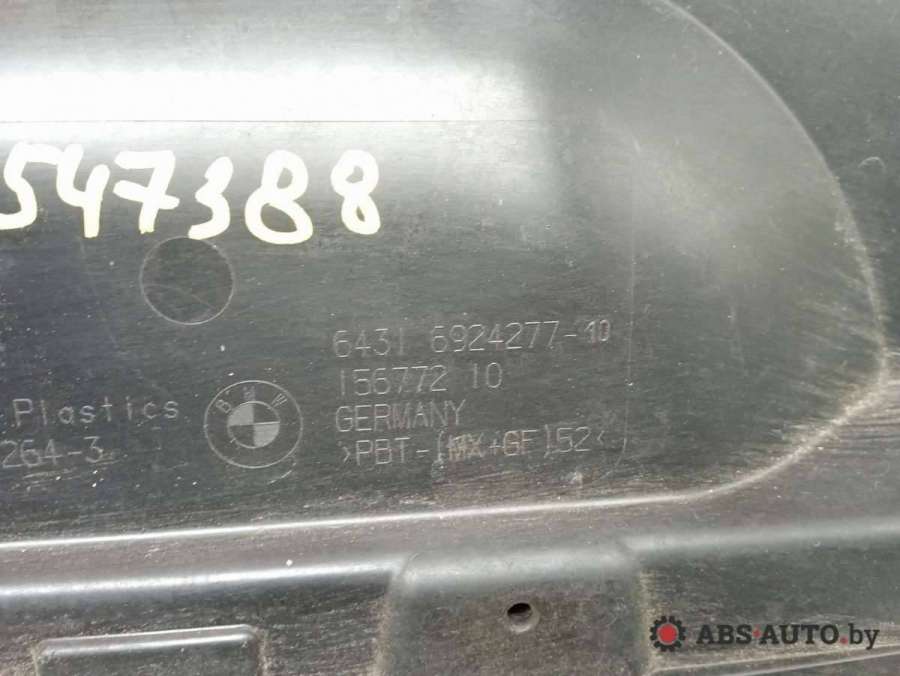 547388
6431 6924277-10
156772 10
Plastics
GERMANY
264-3
BMW
>PBT-(MX+GF)52<
ABS-AUTO.by